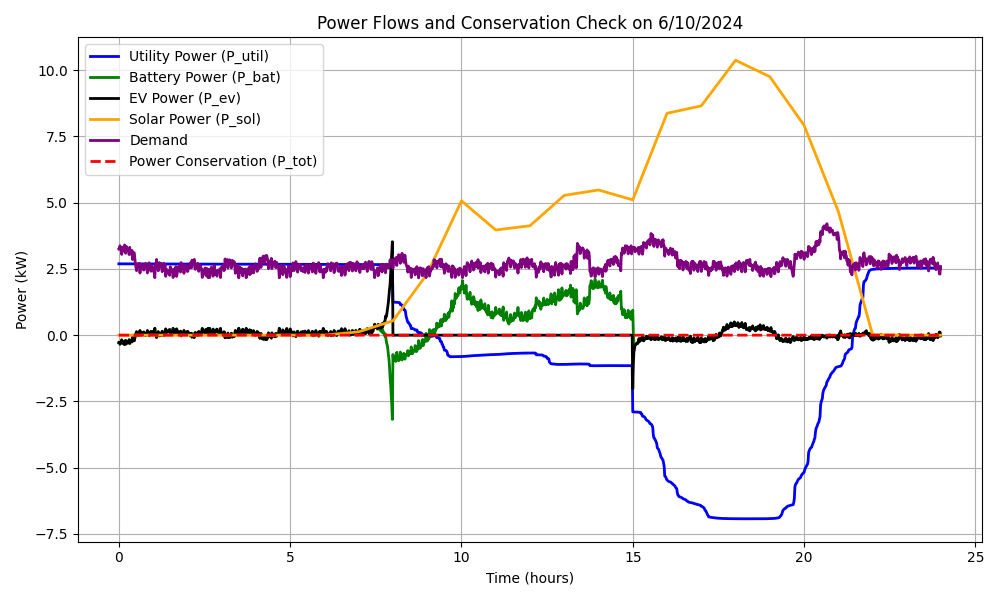 Power Flows and Conservation Check on 6/10/2024
Utility Power (P_util)
Battery Power (P_bat)
EV Power (P_ev)
Solar Power (P_sol)
Demand
Power Conservation (P_tot)
Power (kW)
10.0
7.5
5.0
2.5
0.0
−2.5
−5.0
−7.5
0 5 10 15 20 25
Time (hours)